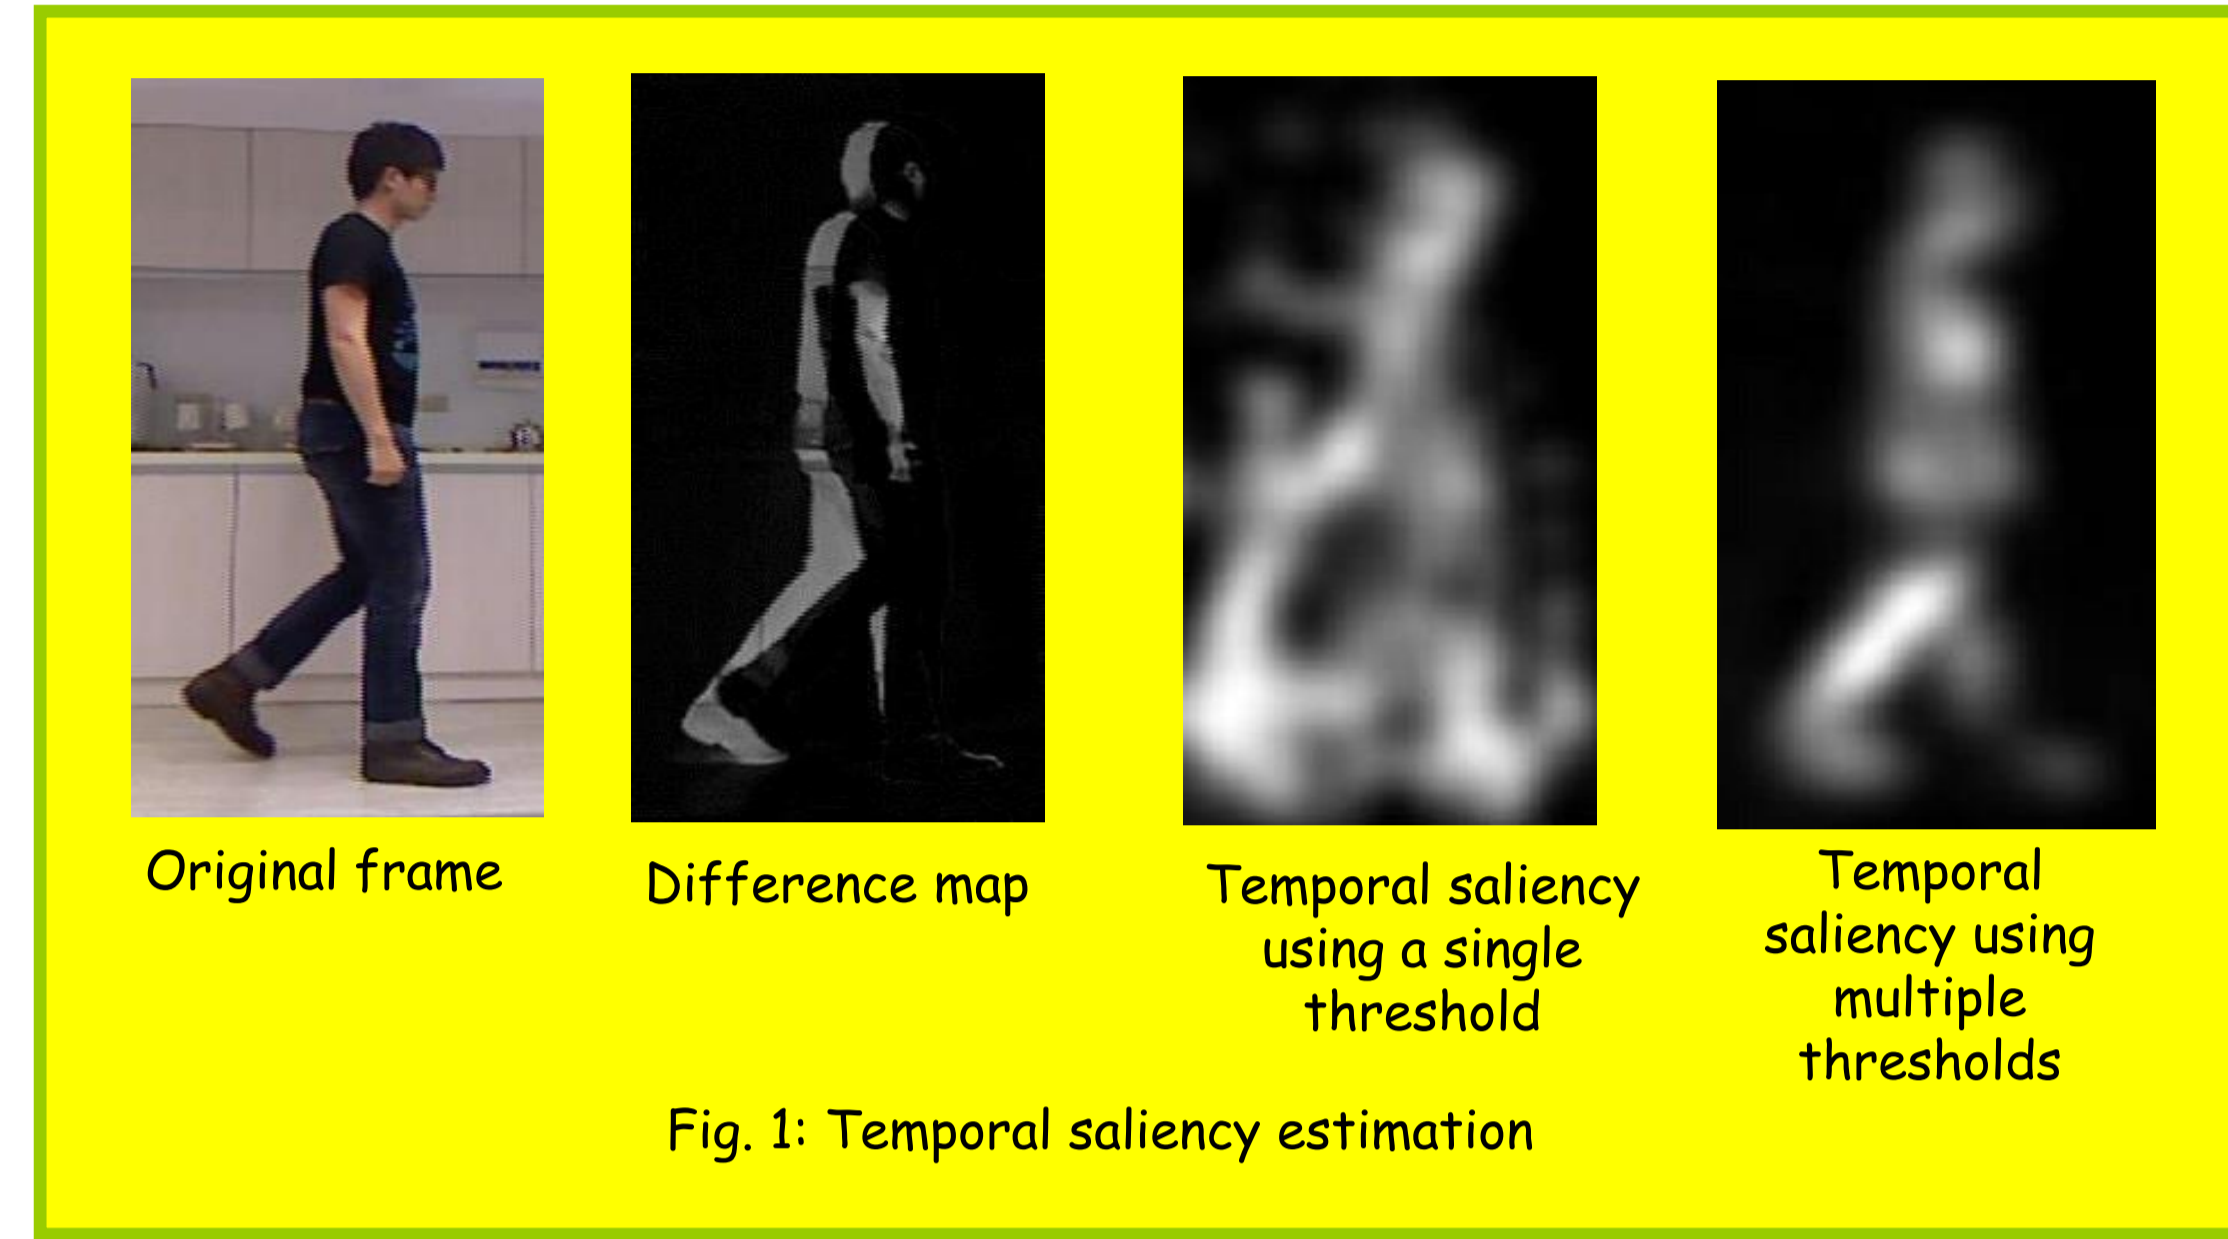 Original frame
Difference map
Temporal saliency
using a single
threshold
Temporal
saliency using
multiple
thresholds
Fig. 1: Temporal saliency estimation